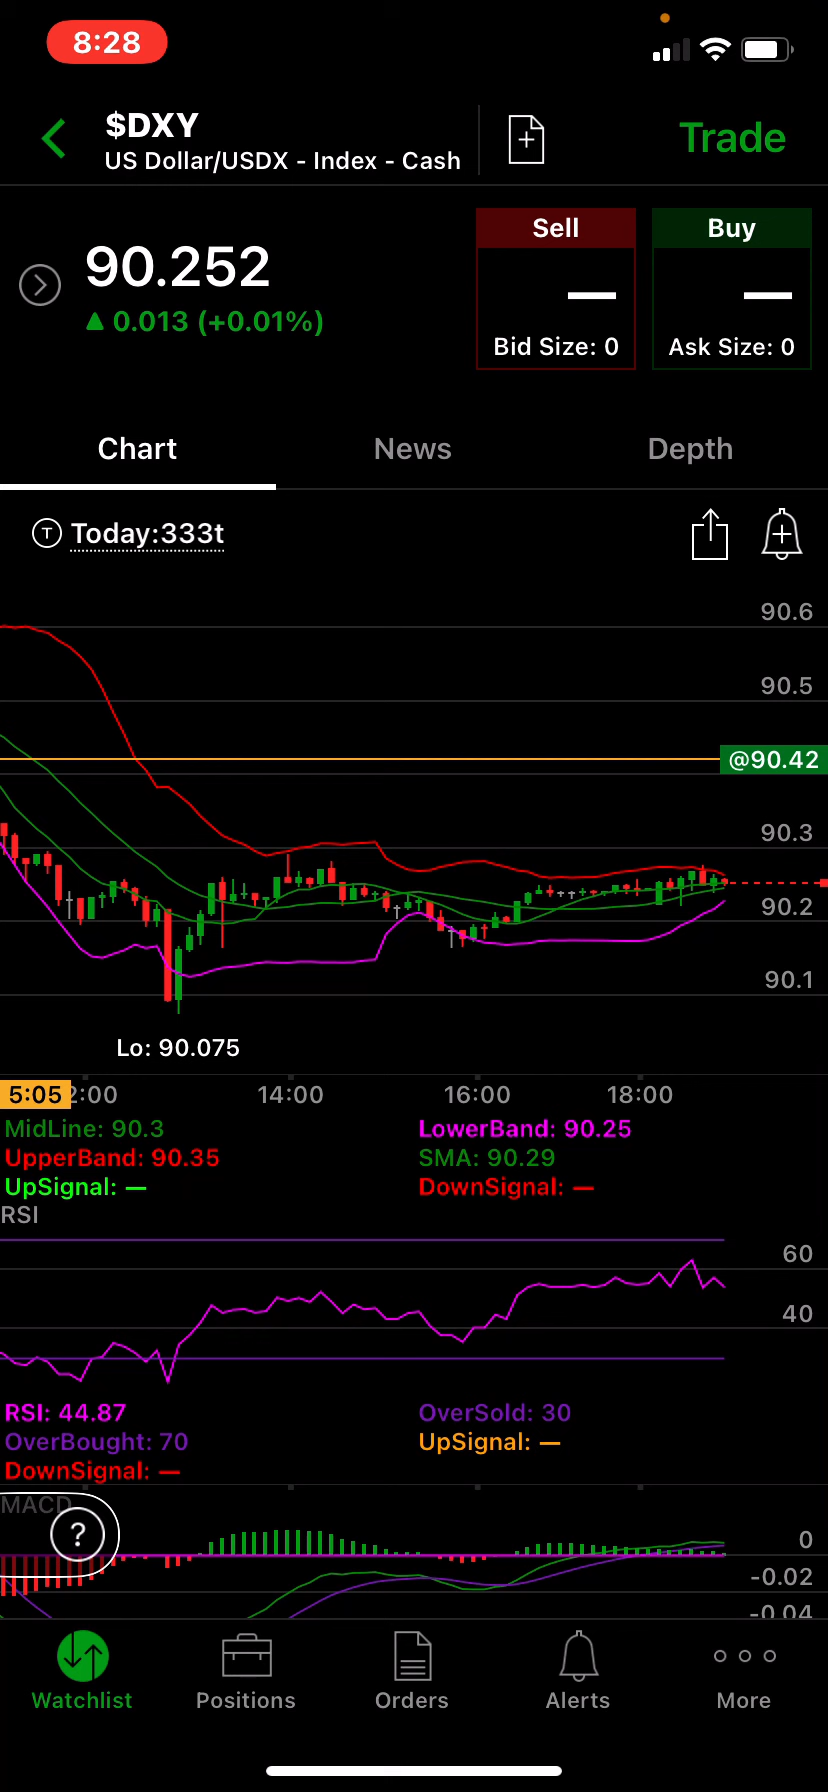 8:28
$DXY
US Dollar/USDX - Index - Cash
Trade
90.252
0.013 (+0.01%)
Sell
Bid Size: 0
Buy
Ask Size: 0
Chart
News
Depth
T Today:333t
90.6
90.5
@90.42
90.3
90.2
90.1
Lo: 90.075
5:05 2:00 14:00 16:00 18:00
MidLine: 90.3 LowerBand: 90.25
UpperBand: 90.35 SMA: 90.29
UpSignal: — DownSignal: —
RSI
60
40
RSI: 44.87 OverSold: 30
OverBought: 70 UpSignal: —
DownSignal: —
MACD
?
0
-0.02
-0.04
Watchlist Positions Orders Alerts More